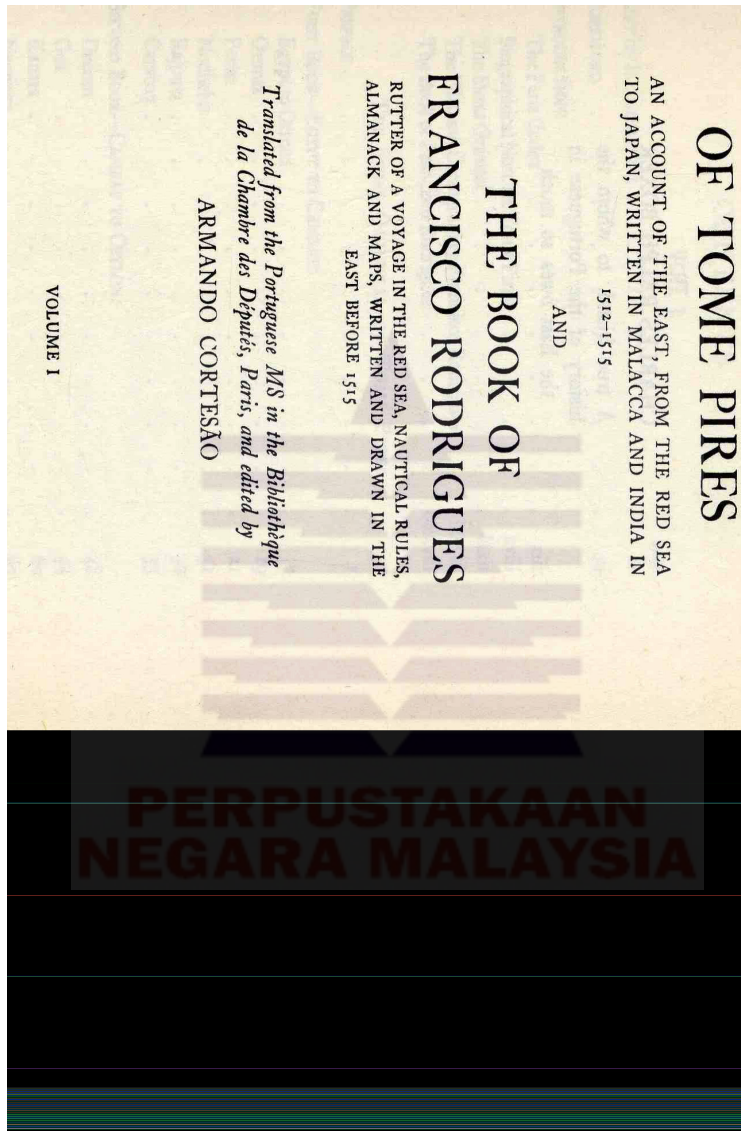 OF TOME PIRES
AN ACCOUNT OF THE EAST, FROM THE RED SEA
TO JAPAN, WRITTEN IN MALACCA AND INDIA IN
1512–1515
AND
THE BOOK OF
FRANCISCO RODRIGUES
RUTTER OF A VOYAGE IN THE RED SEA, NAUTICAL RULES,
ALMANACK AND MAPS, WRITTEN AND DRAWN IN THE
EAST BEFORE 1515
Translated from the Portuguese MS in the Bibliothèque
de la Chambre des Députés, Paris, and edited by
ARMANDO CORTESÃO
VOLUME I
PERPUSTAKAAN
NEGARA MALAYSIA